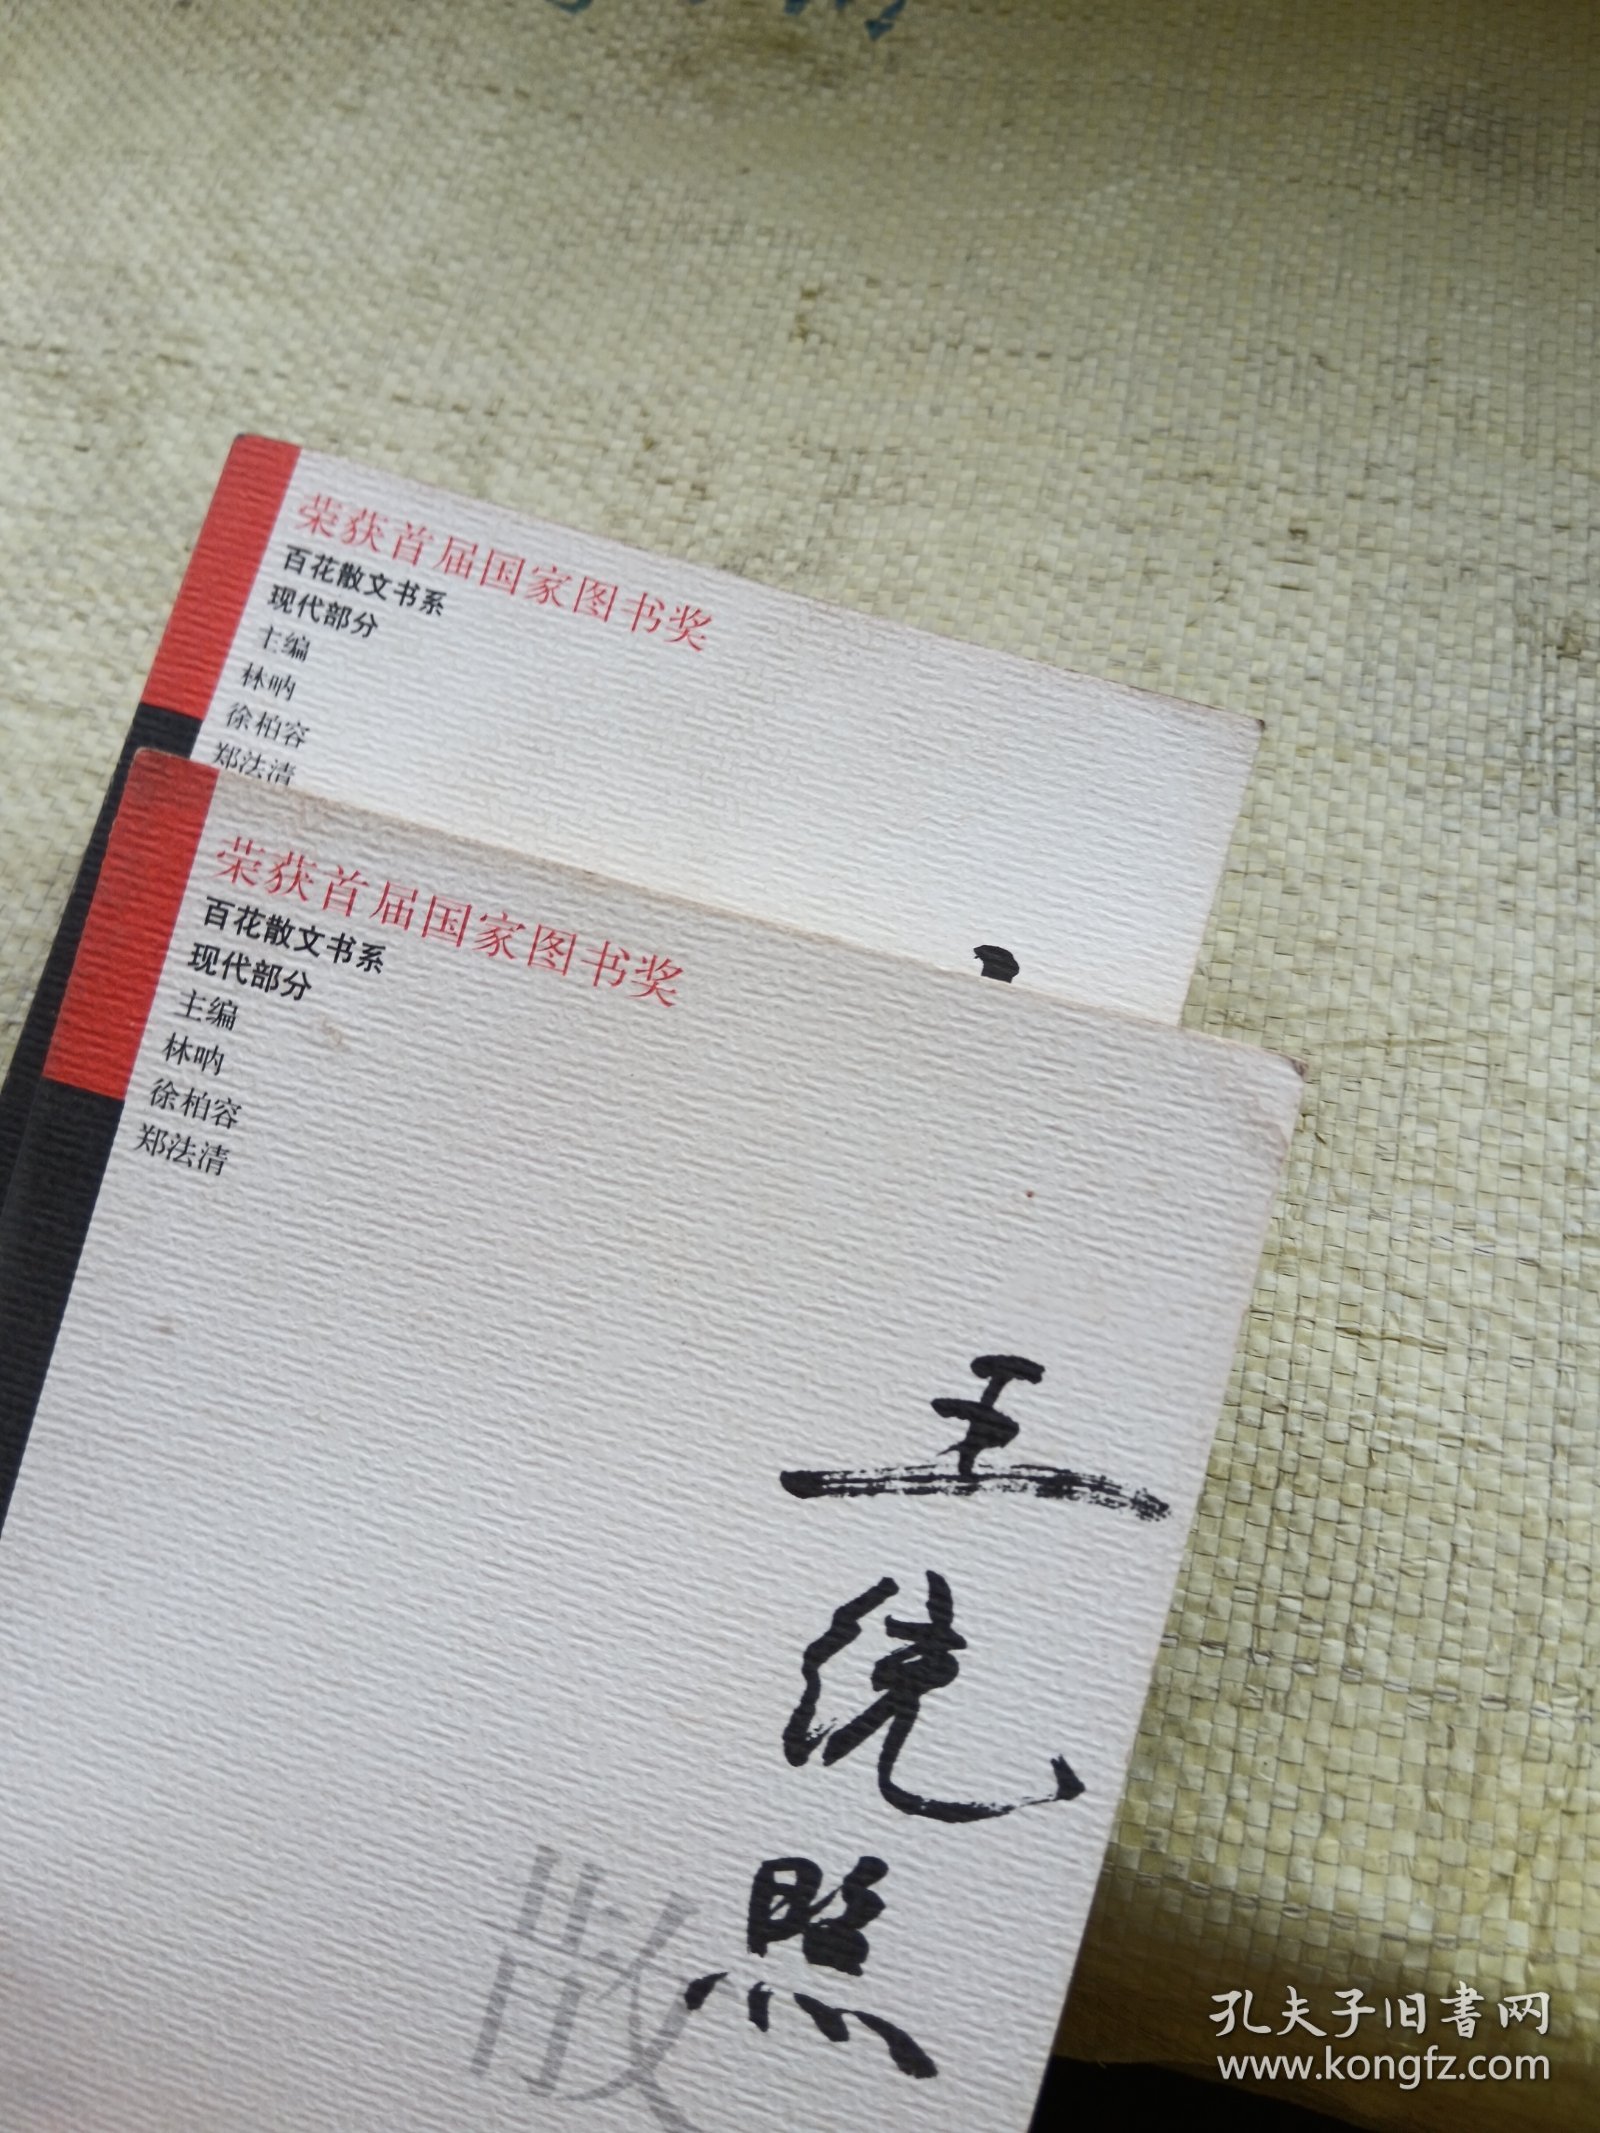 荣获首届国家图书奖
百花散文书系
现代部分
主编
林呐
徐柏容
郑法清
荣获首届国家图书奖
百花散文书系
现代部分
主编
林呐
徐柏容
郑法清
王统照
散
孔夫子旧書网
www.kongfz.com